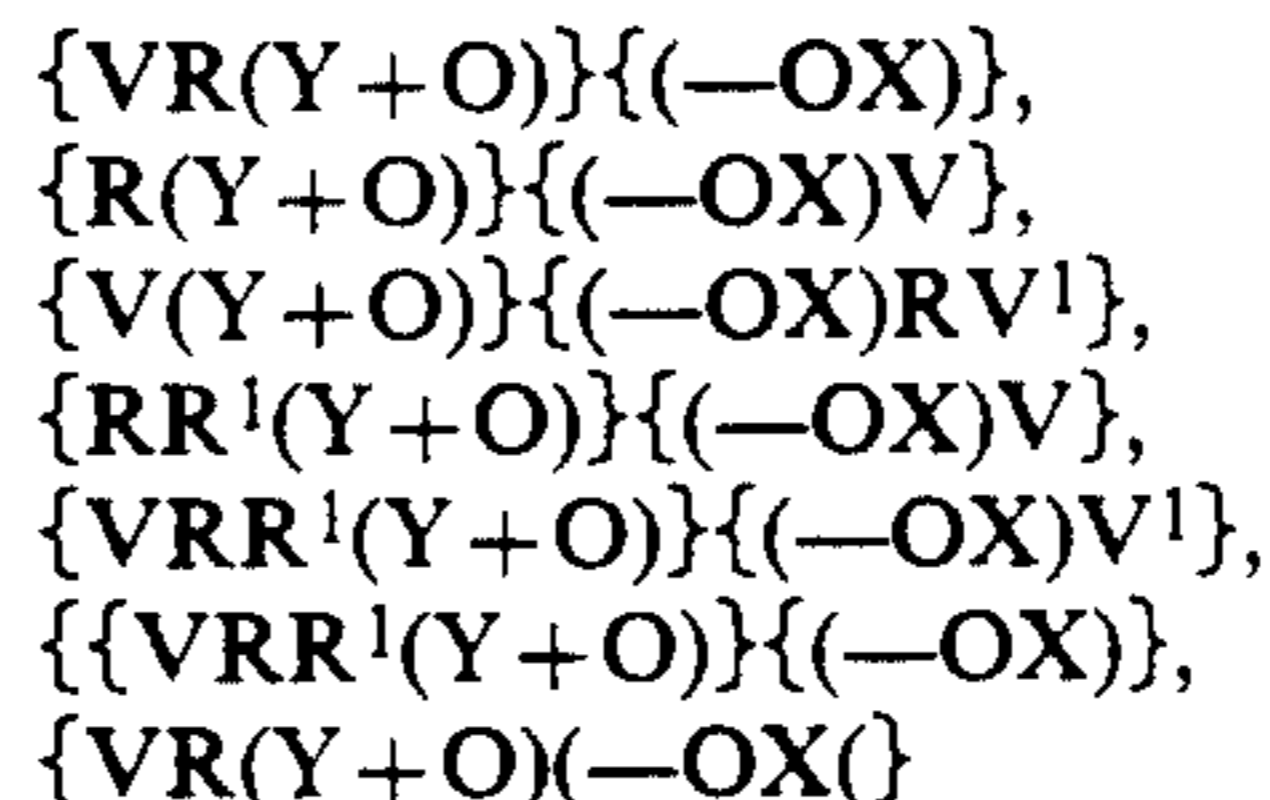 {VR(Y+O)}{(—OX)},
{R(Y+O)}{(—OX)V},
{V(Y+O)}{(—OX)RV¹},
{RR¹(Y+O)}{(—OX)V},
{VRR¹(Y+O)}{(—OX)V¹},
{{VRR¹(Y+O)}{(—OX)},
{VR(Y+O)(—OX(}